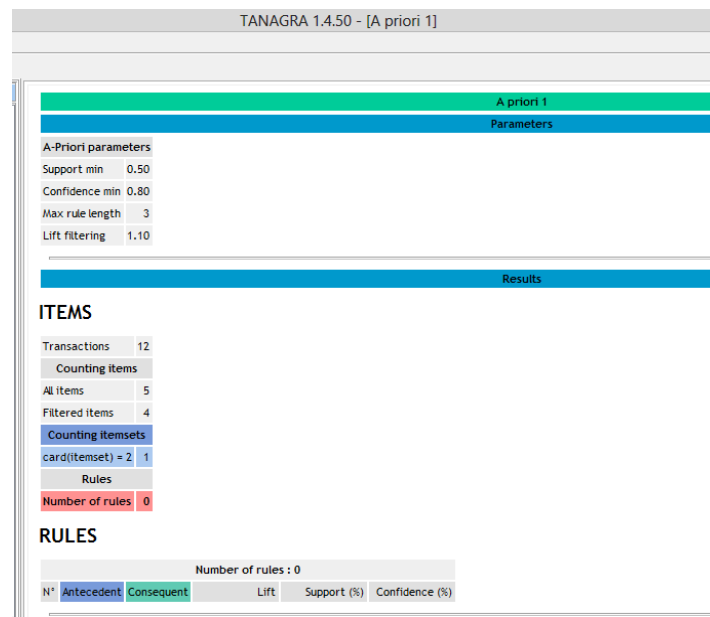 TANAGRA 1.4.50 - [A priori 1]
A priori 1
Parameters
A-Priori parameters
Support min 0.50
Confidence min 0.80
Max rule length 3
Lift filtering 1.10
Results
ITEMS
Transactions 12
Counting items
All items 5
Filtered items 4
Counting itemsets
card(itemset) = 2 1
Rules
Number of rules 0
RULES
Number of rules : 0
N° Antecedent Consequent Lift Support (%) Confidence (%)